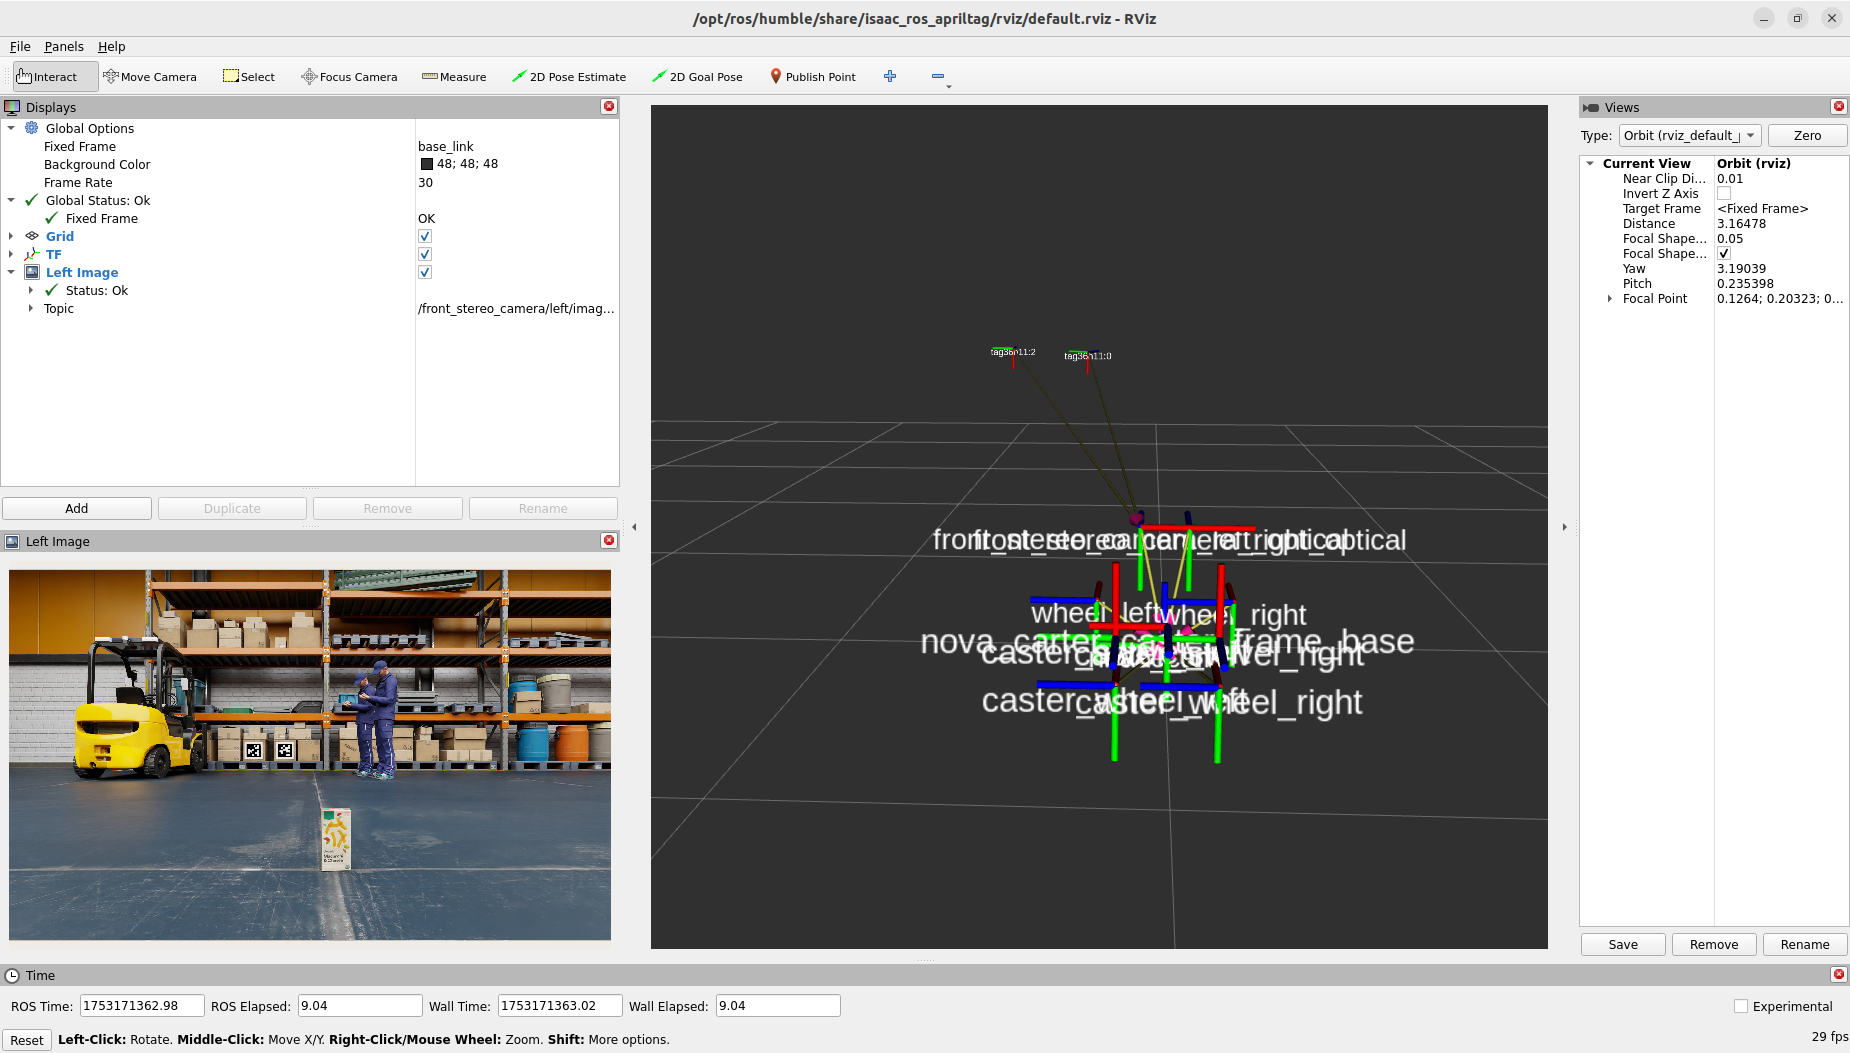 /opt/ros/humble/share/isaac_ros_apriltag/rviz/default.rviz - RViz
File Panels Help
Interact Move Camera Select Focus Camera Measure 2D Pose Estimate 2D Goal Pose Publish Point
Displays
Global Options
Fixed Frame base_link
Background Color 48; 48; 48
Frame Rate 30
Global Status: Ok
Fixed Frame OK
Grid
TF
Left Image
Status: Ok
Topic /front_stereo_camera/left/imag...
Add Duplicate Remove Rename
Left Image
tag36h11:2 tag36h11:0
front_stereo_camera_left_optical
front_stereo_camera_right_optical
wheel_left wheel_right
nova_carter_caster_frame_base
caster_swivel_right
caster_wheel_left
caster_wheel_right
Views
Type: Orbit (rviz_default_ Zero
Current View Orbit (rviz)
Near Clip Di... 0.01
Invert Z Axis
Target Frame <Fixed Frame>
Distance 3.16478
Focal Shape... 0.05
Focal Shape...
Yaw 3.19039
Pitch 0.235398
Focal Point 0.1264; 0.20323; 0...
Save Remove Rename
Time
ROS Time: 1753171362.98 ROS Elapsed: 9.04 Wall Time: 1753171363.02 Wall Elapsed: 9.04 Experimental
Reset Left-Click: Rotate. Middle-Click: Move X/Y. Right-Click/Mouse Wheel: Zoom. Shift: More options. 29 fps